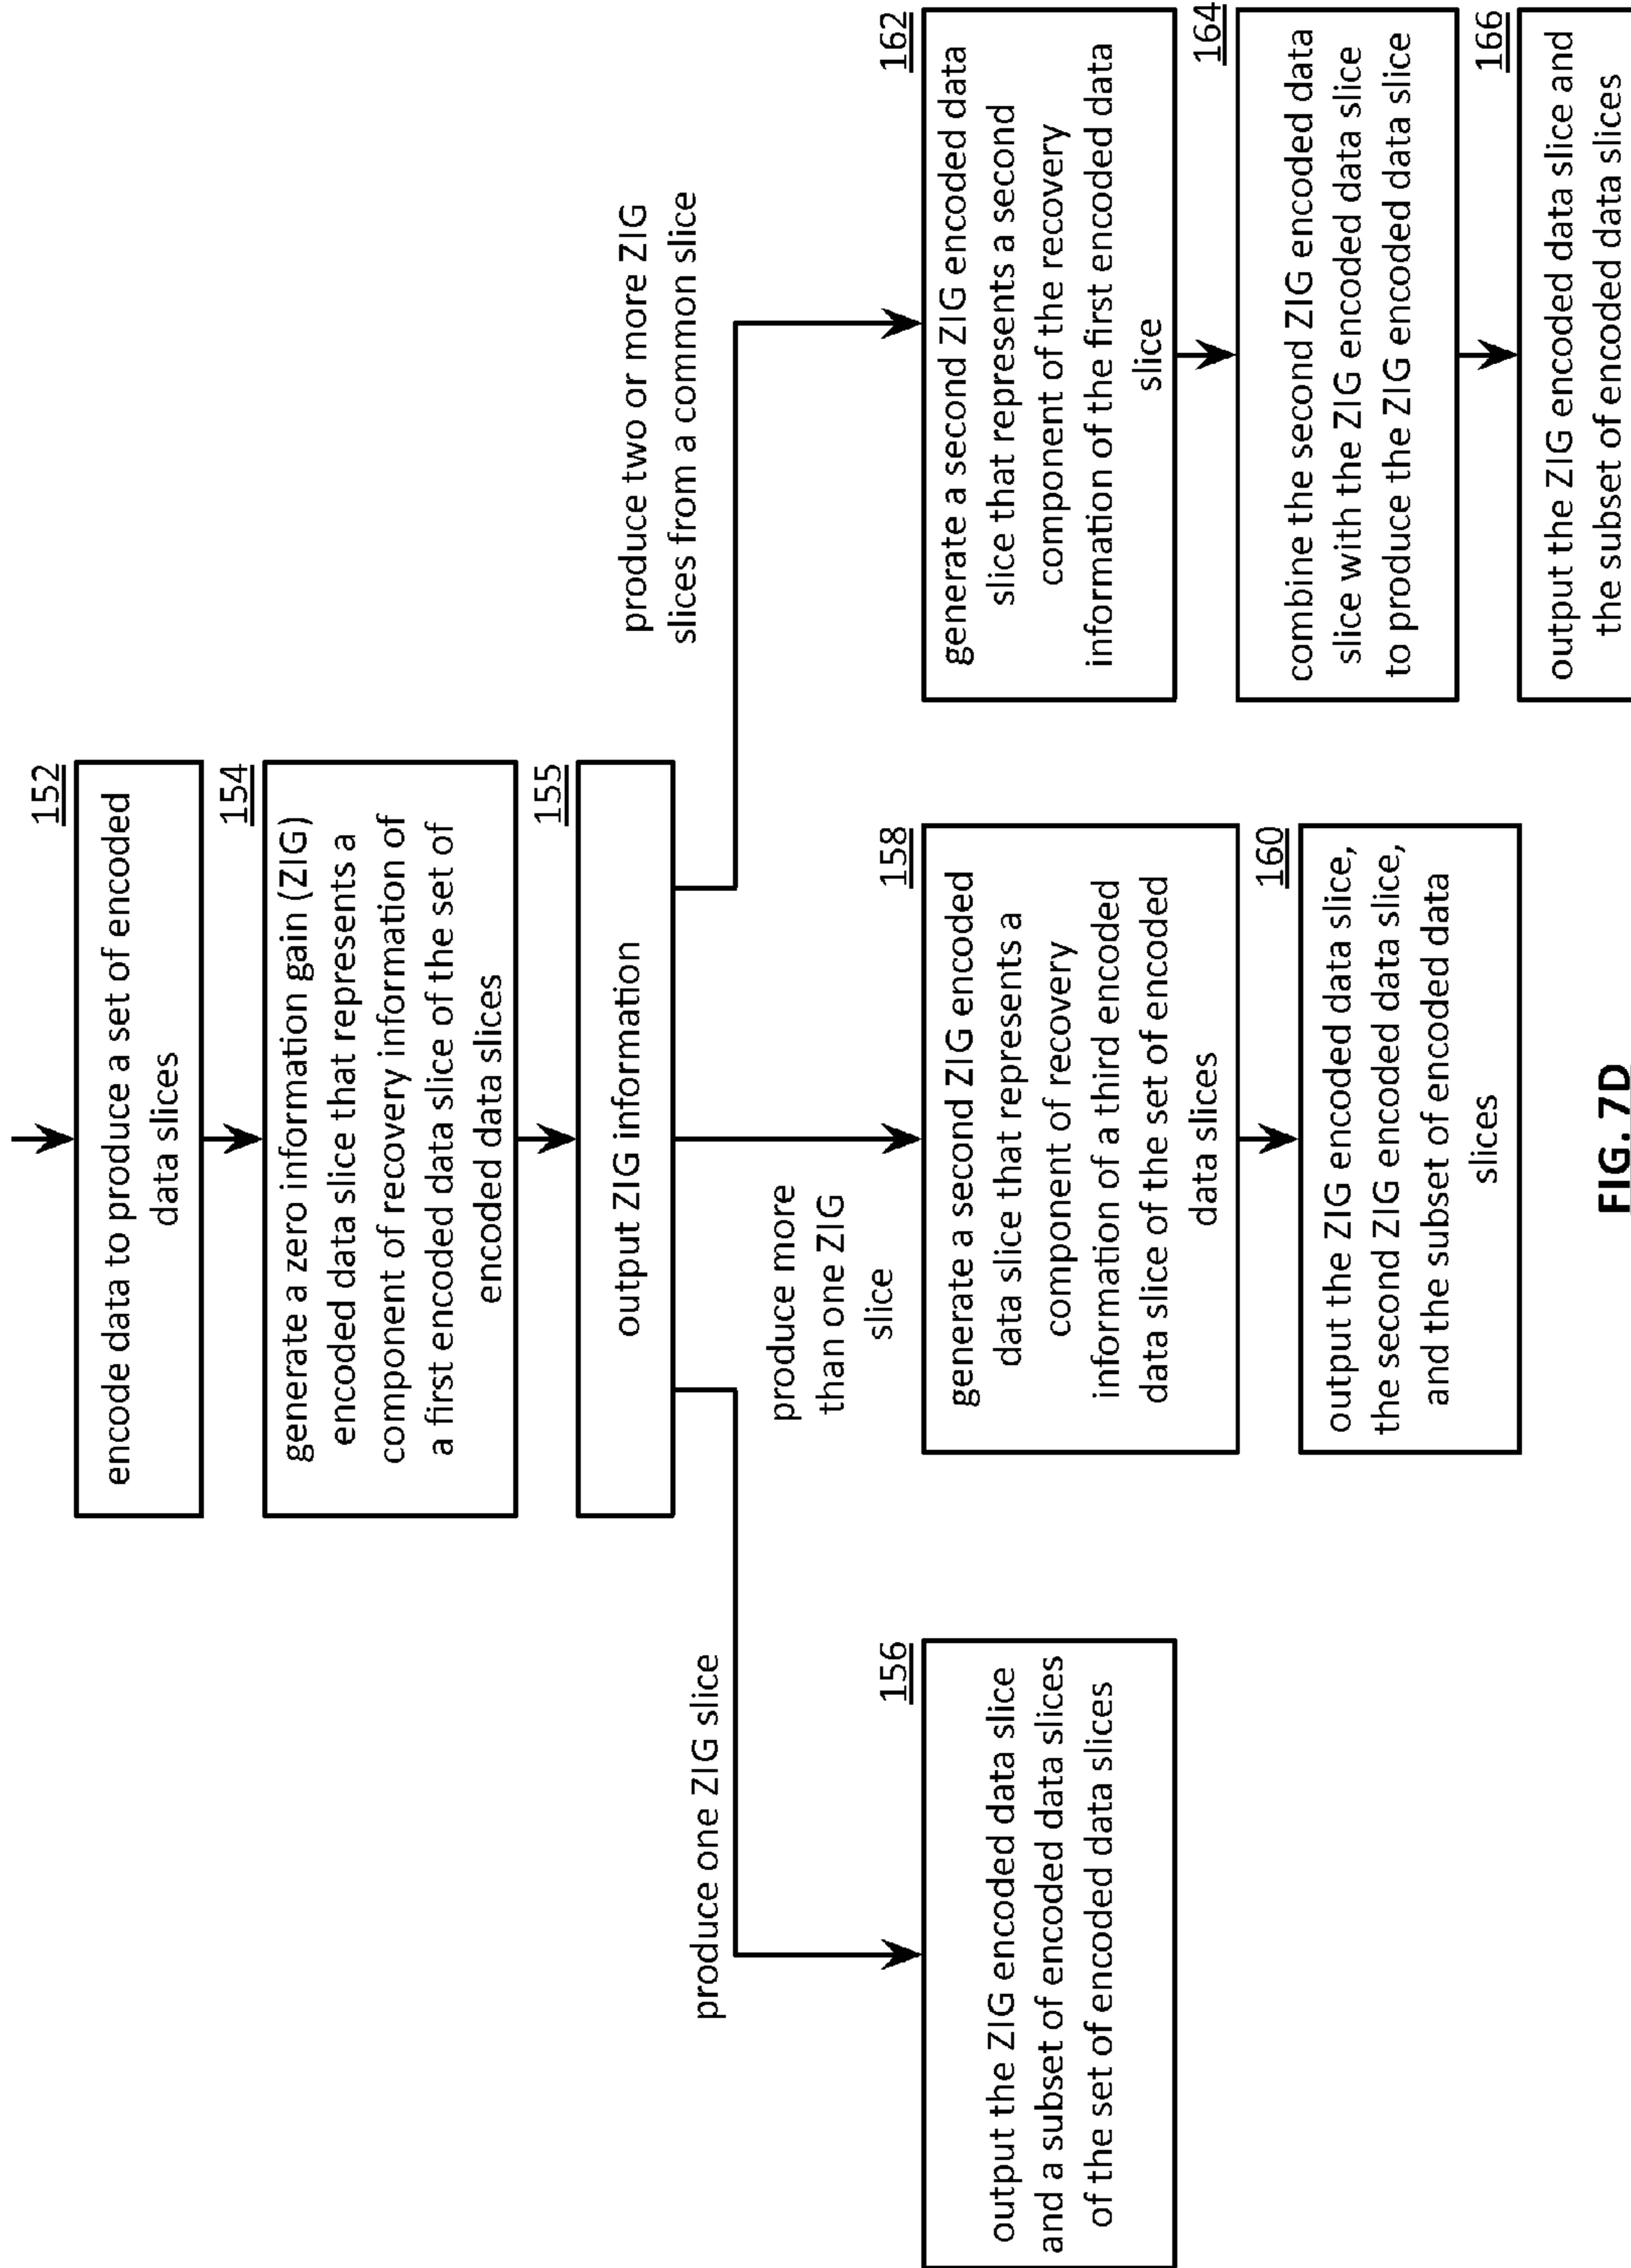 152
encode data to produce a set of encoded
data slices
154
generate a zero information gain (ZIG)
encoded data slice that represents a
component of recovery information of
a first encoded data slice of the set of
encoded data slices
155
output ZIG information
produce one ZIG slice
produce more
than one ZIG
slice
produce two or more ZIG
slices from a common slice
156
output the ZIG encoded data slice
and a subset of encoded data slices
of the set of encoded data slices
158
generate a second ZIG encoded
data slice that represents a
component of recovery
information of a third encoded
data slice of the set of encoded
data slices
160
output the ZIG encoded data slice,
the second ZIG encoded data slice,
and the subset of encoded data
slices
162
generate a second ZIG encoded data
slice that represents a second
component of the recovery
information of the first encoded data
slice
164
combine the second ZIG encoded data
slice with the ZIG encoded data slice
to produce the ZIG encoded data slice
166
output the ZIG encoded data slice and
the subset of encoded data slices
FIG. 7D